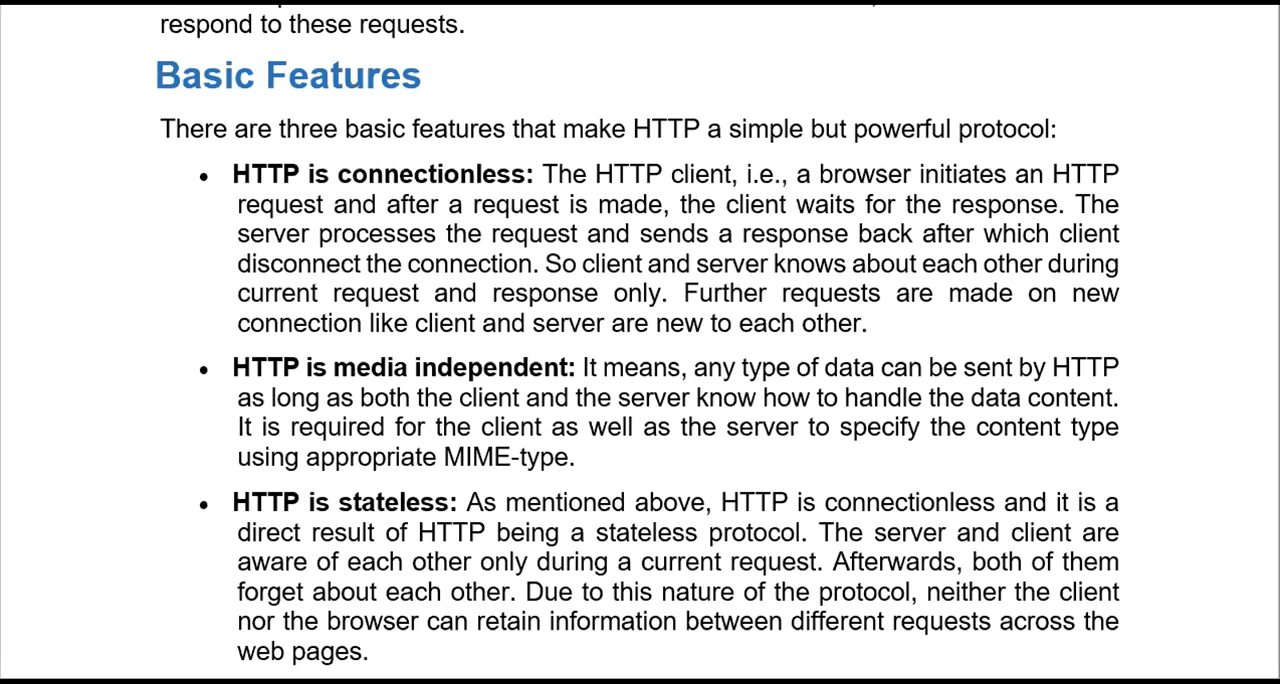 respond to these requests.
Basic Features
There are three basic features that make HTTP a simple but powerful protocol:
• HTTP is connectionless: The HTTP client, i.e., a browser initiates an HTTP
request and after a request is made, the client waits for the response. The
server processes the request and sends a response back after which client
disconnect the connection. So client and server knows about each other during
current request and response only. Further requests are made on new
connection like client and server are new to each other.
• HTTP is media independent: It means, any type of data can be sent by HTTP
as long as both the client and the server know how to handle the data content.
It is required for the client as well as the server to specify the content type
using appropriate MIME-type.
• HTTP is stateless: As mentioned above, HTTP is connectionless and it is a
direct result of HTTP being a stateless protocol. The server and client are
aware of each other only during a current request. Afterwards, both of them
forget about each other. Due to this nature of the protocol, neither the client
nor the browser can retain information between different requests across the
web pages.